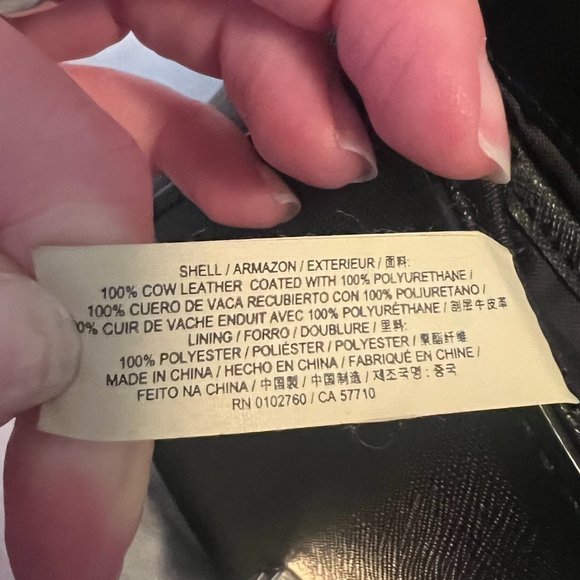 SHELL / ARMAZON / EXTERIEUR / 面料:
100% COW LEATHER COATED WITH 100% POLYURETHANE /
100% CUERO DE VACA RECUBIERTO CON 100% POLIURETANO /
0% CUIR DE VACHE ENDUIT AVEC 100% POLYURÉTHANE / 剖层牛皮革
LINING / FORRO / DOUBLURE / 里料:
100% POLYESTER / POLIÉSTER / POLYESTER / 聚酯纤维
MADE IN CHINA / HECHO EN CHINA / FABRIQUÉ EN CHINE /
FEITO NA CHINA / 中国製 / 中国制造 / 제조국명 : 중국
RN 0102760 / CA 57710